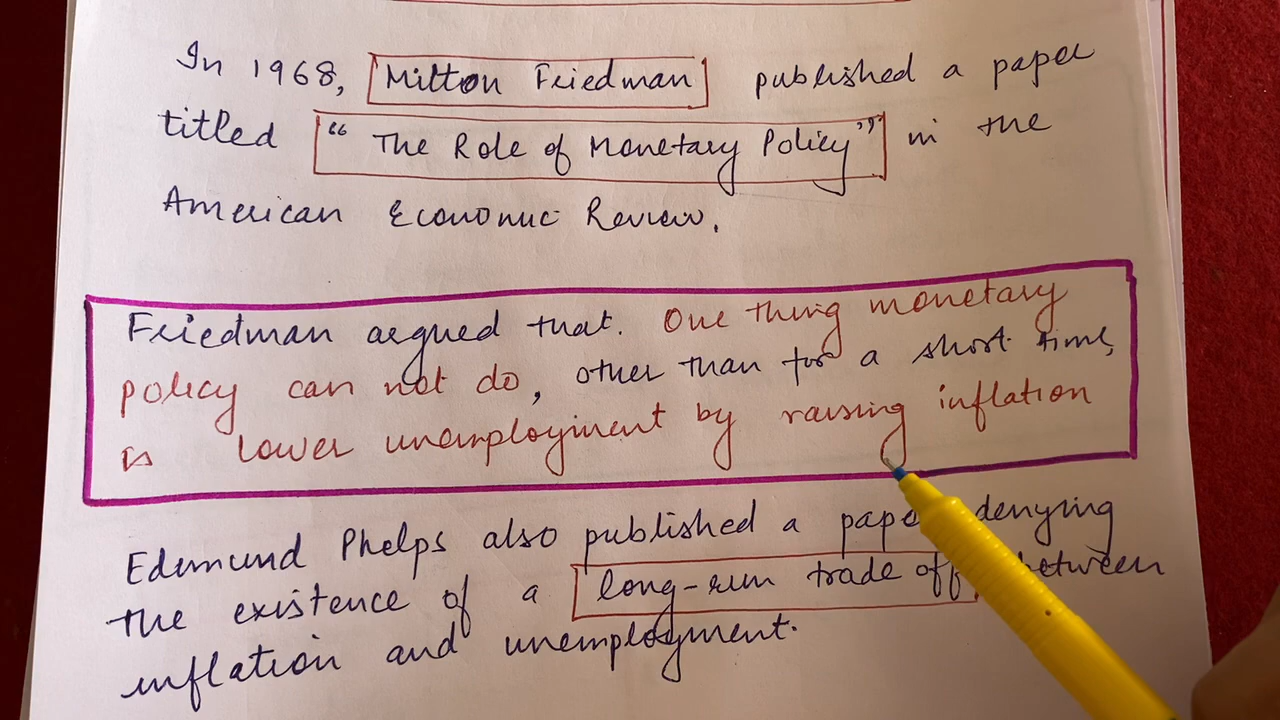 In 1968, Milton Friedman published a paper
titled "The Role of Monetary Policy" in the
American Economic Review.
Friedman argued that. One thing monetary
policy can not do, other than for a short time,
is lower unemployment by raising inflation
Edmund Phelps also published a paper denying
the existence of a long-run trade off between
inflation and unemployment.